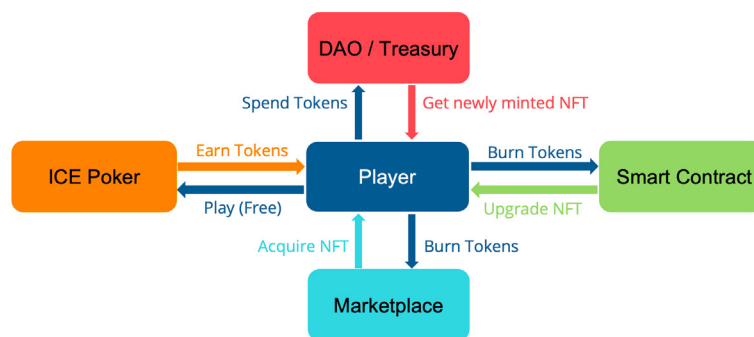 DAO / Treasury
Spend Tokens
Get newly minted NFT
ICE Poker
Earn Tokens
Play (Free)
Player
Burn Tokens
Upgrade NFT
Smart Contract
Acquire NFT
Burn Tokens
Marketplace